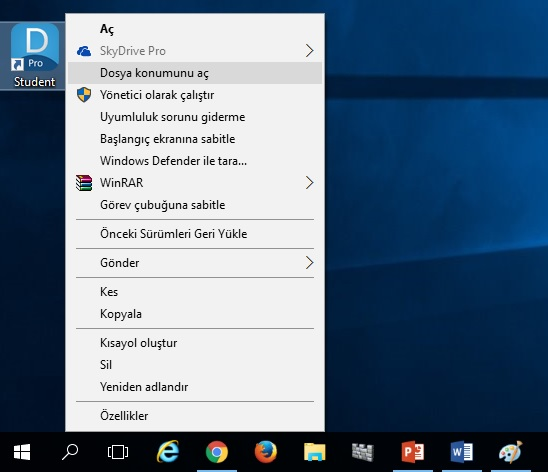 D
Pro
Student
Aç
SkyDrive Pro
Dosya konumunu aç
Yönetici olarak çalıştır
Uyumluluk sorunu giderme
Başlangıç ekranına sabitle
Windows Defender ile tara...
WinRAR
Görev çubuğuna sabitle
Önceki Sürümleri Geri Yükle
Gönder
Kes
Kopyala
Kısayol oluştur
Sil
Yeniden adlandır
Özellikler